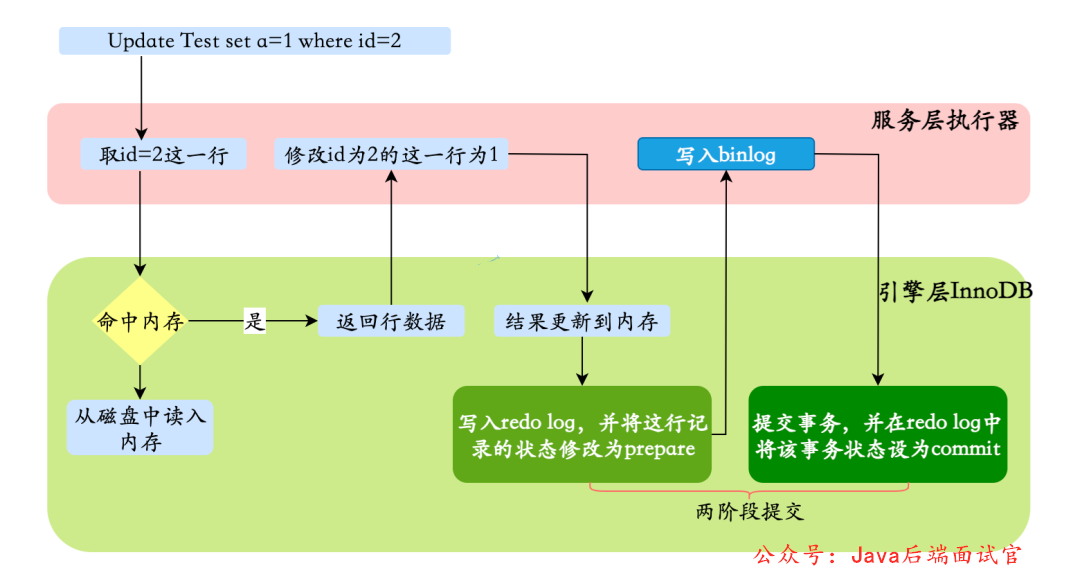 Update Test set a=1 where id=2
服务层执行器
取id=2这一行
修改id为2的这一行为1
写入binlog
引擎层InnoDB
命中内存
是
返回行数据
结果更新到内存
从磁盘中读入
内存
写入redo log，并将这行记
录的状态修改为prepare
提交事务，并在redo log中
将该事务状态设为commit
两阶段提交
公众号：Java后端面试官